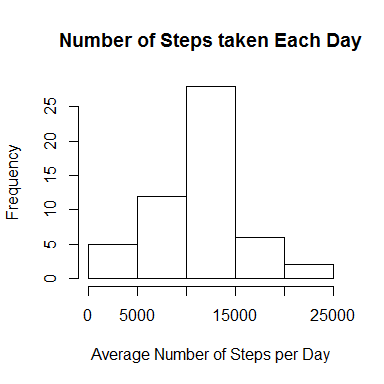 Number of Steps taken Each Day
Frequency
25
20
15
10
5
0
0 5000 15000 25000
Average Number of Steps per Day